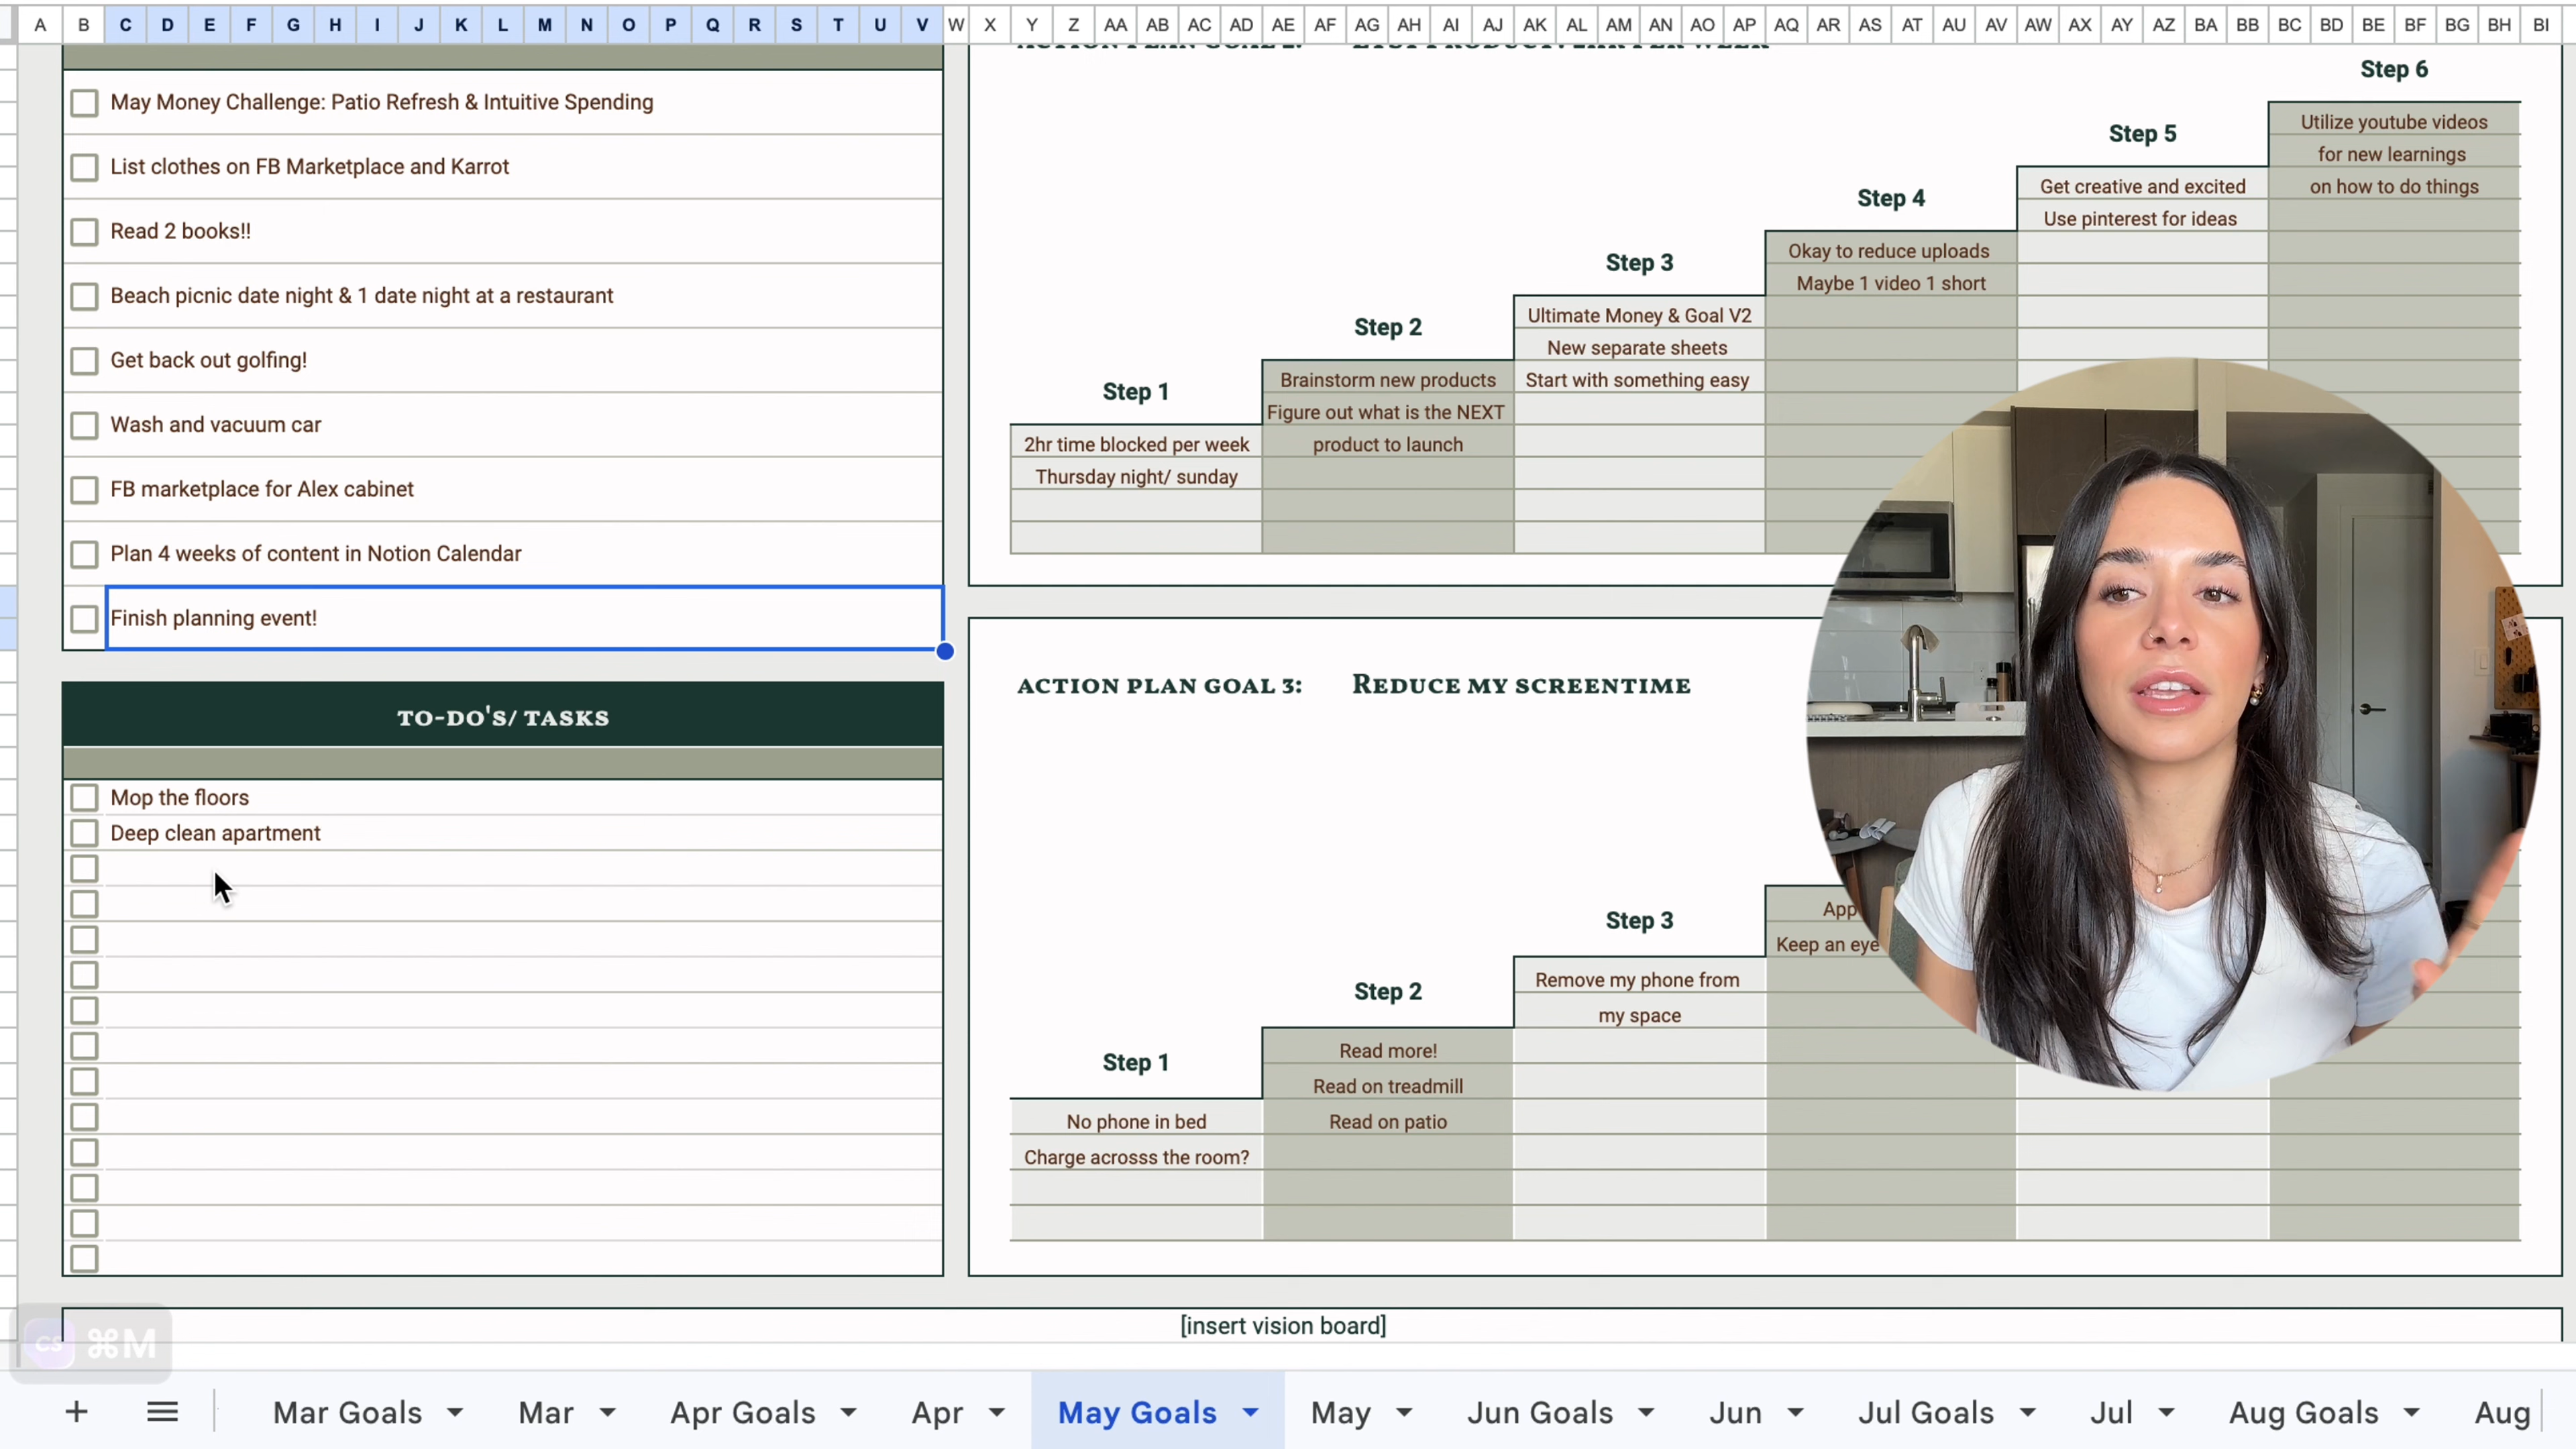 A B C D E F G H I J K L M N O P Q R S T U V W X Y Z AA AB AC AD AE AF AG AH AI AJ AK AL AM AN AO AP AQ AR AS AT AU AV AW AX AY AZ BA BB BC BD BE BF BG BH BI
May Money Challenge: Patio Refresh & Intuitive Spending
List clothes on FB Marketplace and Karrot
Read 2 books!!
Beach picnic date night & 1 date night at a restaurant
Get back out golfing!
Wash and vacuum car
FB marketplace for Alex cabinet
Plan 4 weeks of content in Notion Calendar
Finish planning event!
TO-DO'S/ TASKS
Mop the floors
Deep clean apartment
Step 1
2hr time blocked per week
Thursday night/ sunday
Step 2
Brainstorm new products
Figure out what is the NEXT
product to launch
Step 3
Ultimate Money & Goal V2
New separate sheets
Start with something easy
Step 4
Okay to reduce uploads
Maybe 1 video 1 short
Step 5
Get creative and excited
Use pinterest for ideas
Step 6
Utilize youtube videos
for new learnings
on how to do things
ACTION PLAN GOAL 3: REDUCE MY SCREENTIME
Step 1
No phone in bed
Charge acrosss the room?
Step 2
Read more!
Read on treadmill
Read on patio
Step 3
Remove my phone from
my space
App
Keep an eye
[insert vision board]
CS ⌘M
Mar Goals Mar Apr Goals Apr May Goals May Jun Goals Jun Jul Goals Jul Aug Goals Aug